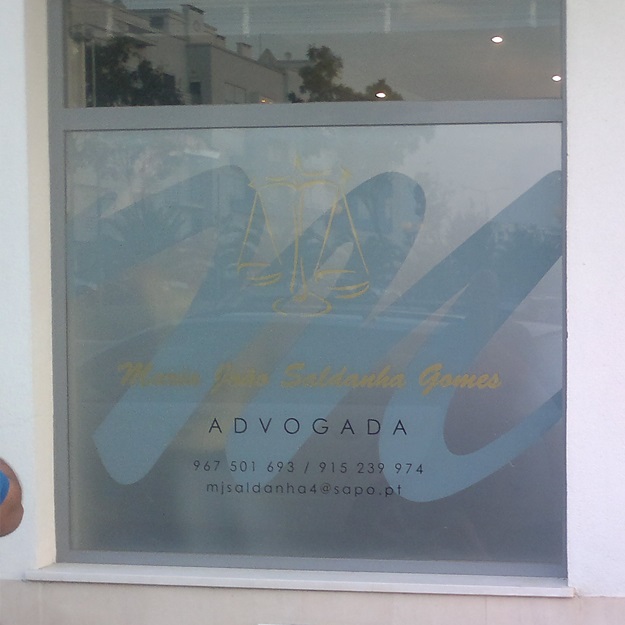 Maria João Saldanha Gomes
ADVOGADA
967 501 693 / 915 239 974
mjsaldanha4@sapo.pt